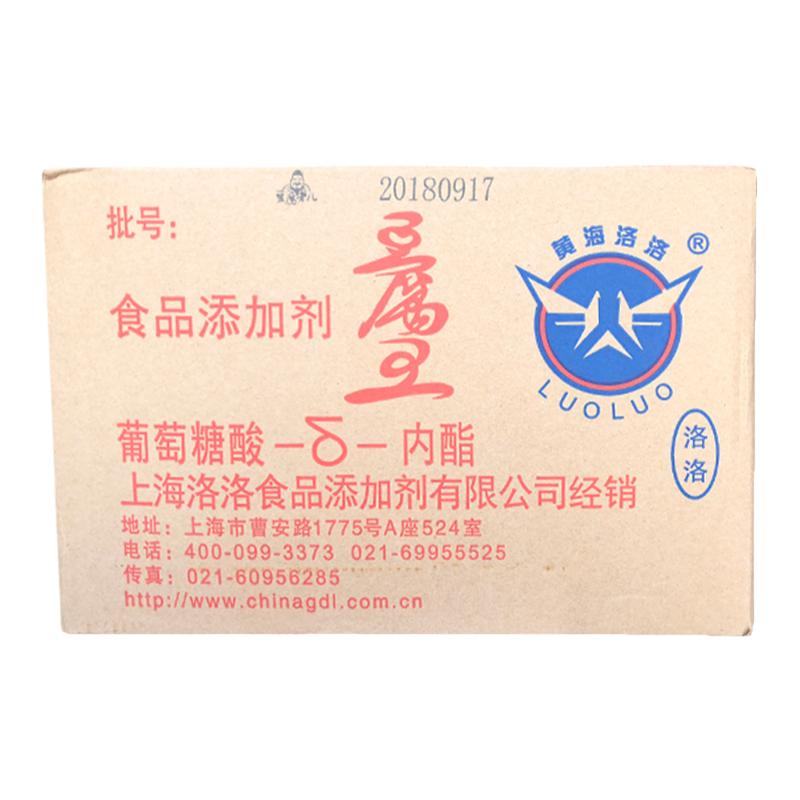 20180917
批号：
黄海洛洛®
豆腐王
食品添加剂
LUOLUO
葡萄糖酸－δ－内酯
洛洛
上海洛洛食品添加剂有限公司经销
地址：上海市曹安路1775号A座524室
电话：400-099-3373 021-69955525
传真：021-60956285
http://www.chinagdl.com.cn